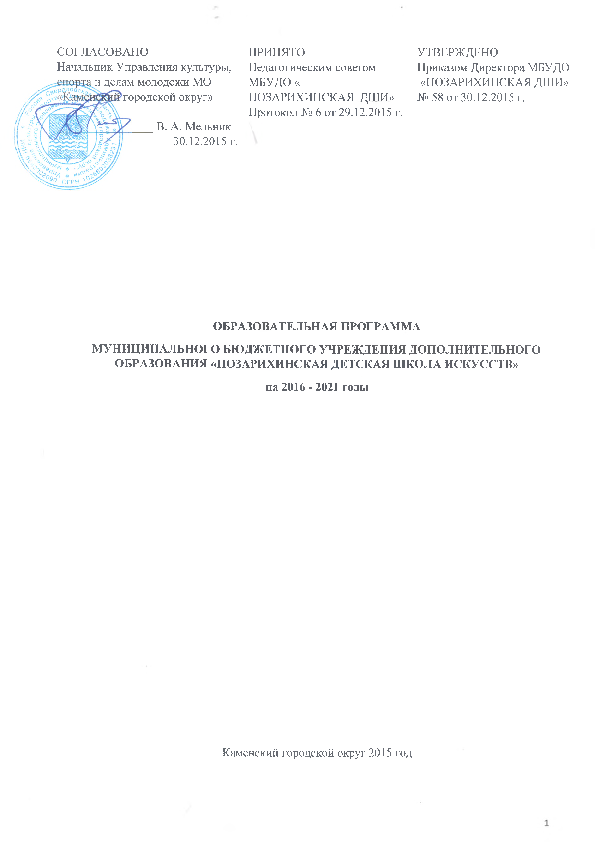 СОГЛАСОВАНО
Начальник Управления культуры,
спорта и делам молодежи МО
«Каменский городской округ»
В. А. Мельник
30.12.2015 г.
ПРИНЯТО
Педагогическим советом
МБУДО «
ПОЗАРИХИНСКАЯ ДШИ»
Протокол № 6 от 29.12.2015 г.
УТВЕРЖДЕНО
Приказом Директора МБУДО
«ПОЗАРИХИНСКАЯ ДШИ»
№ 58 от 30.12.2015 г,
ОБРАЗОВАТЕЛЬНАЯ ПРОГРАММА
МУНИЦИПАЛЬНОГО БЮДЖЕТНОГО УЧРЕЖДЕНИЯ ДОПОЛНИТЕЛЬНОГО
ОБРАЗОВАНИЯ «ПОЗАРИХИНСКАЯ ДЕТСКАЯ ШКОЛА ИСКУССТВ»
на 2016 - 2021 годы
Каменский городской округ 2015 год
1